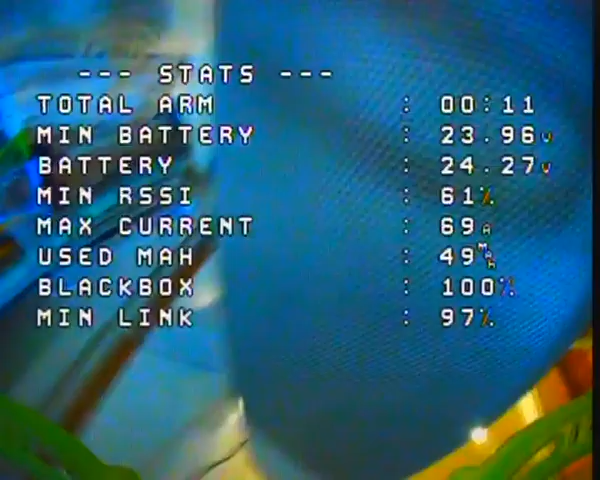 --- STATS ---
TOTAL ARM : 00:11
MIN BATTERY : 23.96V
BATTERY : 24.27V
MIN RSSI : 61%
MAX CURRENT : 69A
USED MAH : 49mAh
BLACKBOX : 100%
MIN LINK : 97%